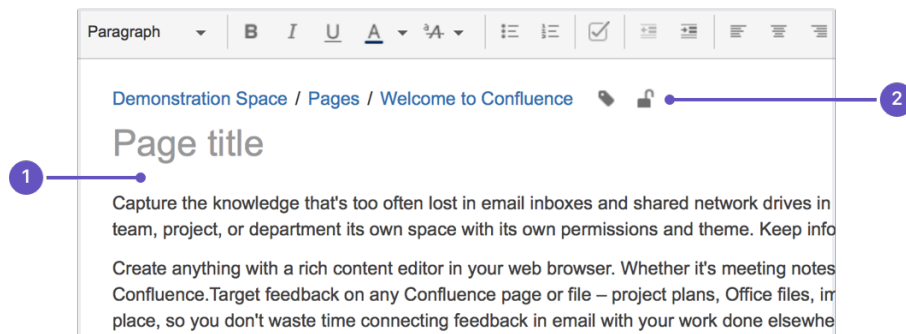 Paragraph B I U A ªA
Demonstration Space / Pages / Welcome to Confluence
2
Page title
1
Capture the knowledge that's too often lost in email inboxes and shared network drives in
team, project, or department its own space with its own permissions and theme. Keep info
Create anything with a rich content editor in your web browser. Whether it's meeting notes
Confluence.Target feedback on any Confluence page or file – project plans, Office files, im
place, so you don't waste time connecting feedback in email with your work done elsewhe